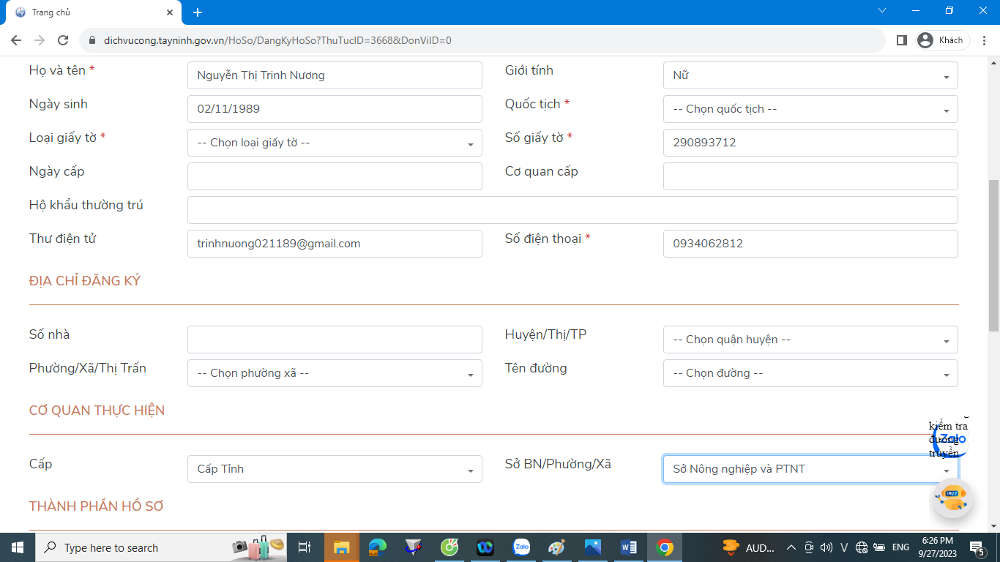 Trang chủ
dichvucong.tayninh.gov.vn/HoSo/DangKyHoSo?ThuTucID=3668&DonViID=0
Khách
Họ và tên * Nguyễn Thị Trinh Nương Giới tính Nữ
Ngày sinh 02/11/1989 Quốc tịch * -- Chọn quốc tịch --
Loại giấy tờ * -- Chọn loại giấy tờ -- Số giấy tờ * 290893712
Ngày cấp Cơ quan cấp
Hộ khẩu thường trú
Thư điện tử trinhnuong021189@gmail.com Số điện thoại * 0934062812
ĐỊA CHỈ ĐĂNG KÝ
Số nhà Huyện/Thị/TP -- Chọn quận huyện --
Phường/Xã/Thị Trấn -- Chọn phường xã -- Tên đường -- Chọn đường --
CƠ QUAN THỰC HIỆN
kiểm tra
đường
Zalo
truyền
Cấp Cấp Tỉnh Sở BN/Phường/Xã Sở Nông nghiệp và PTNT
1022
THÀNH PHẦN HỒ SƠ
Type here to search
Zalo
AUD...
ENG
6:26 PM
9/27/2023
5